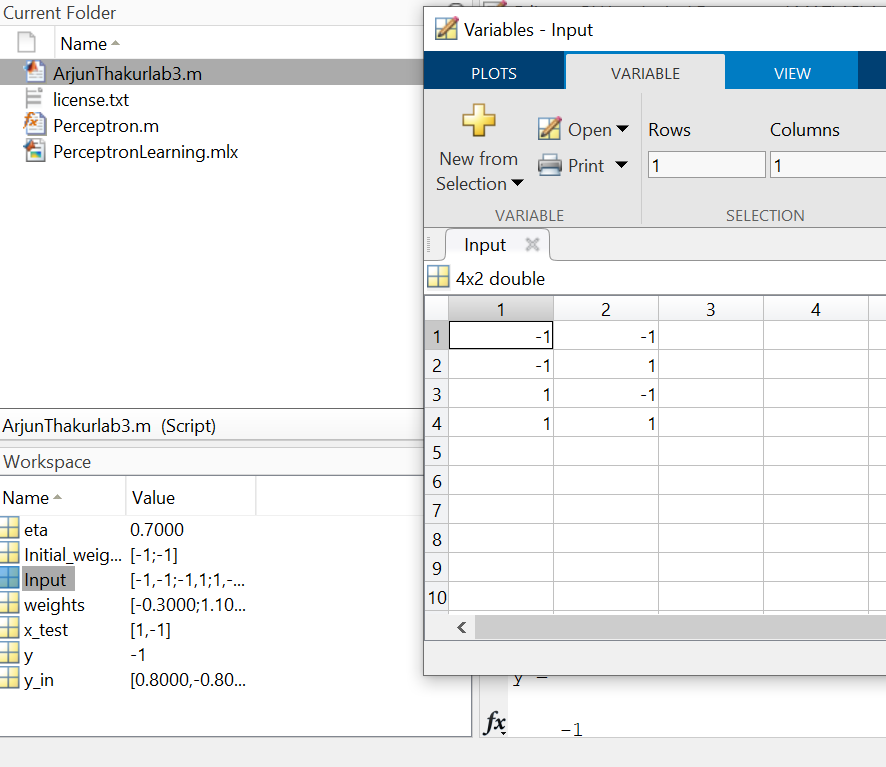 Current Folder
Name
ArjunThakurlab3.m
license.txt
Perceptron.m
PerceptronLearning.mlx
ArjunThakurlab3.m (Script)
Workspace
Name Value
eta 0.7000
Initial_weig... [-1;-1]
Input [-1,-1;-1,1;1,-...
weights [-0.3000;1.10...
x_test [1,-1]
y -1
y_in [0.8000,-0.80...
Variables - Input
PLOTS VARIABLE VIEW
New from Selection
Open
Print
Rows Columns
1 1
VARIABLE SELECTION
Input
4x2 double
1 2 3 4
1 -1 -1
2 -1 1
3 1 -1
4 1 1
5
6
7
8
9
10
y =
fx -1